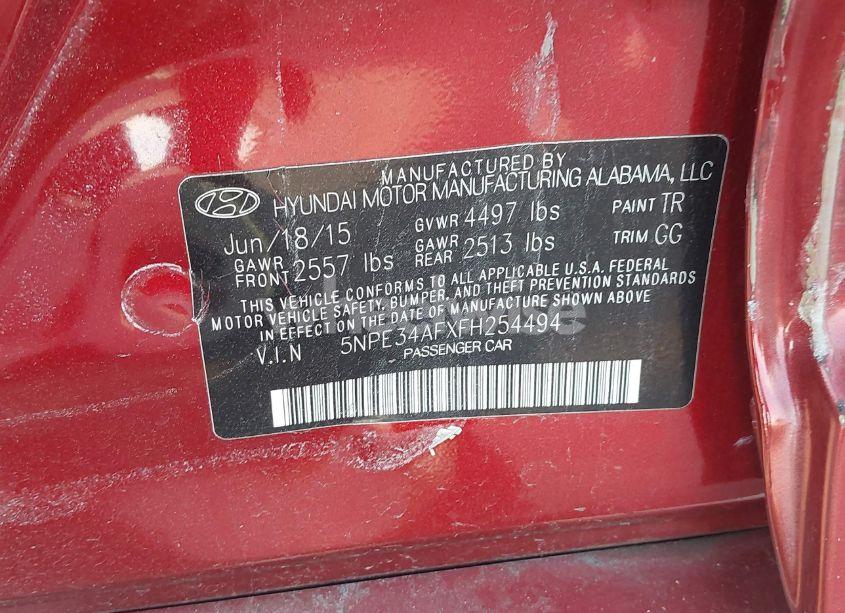 MANUFACTURED BY
HYUNDAI MOTOR MANUFACTURING ALABAMA, LLC
Jun/18/15 GVWR 4497 lbs PAINT TR
GAWR FRONT 2557 lbs GAWR REAR 2513 lbs TRIM GG
THIS VEHICLE CONFORMS TO ALL APPLICABLE U.S.A. FEDERAL
MOTOR VEHICLE SAFETY, BUMPER, AND THEFT PREVENTION STANDARDS
IN EFFECT ON THE DATE OF MANUFACTURE SHOWN ABOVE
V.I.N 5NPE34AFXFH254494
PASSENGER CAR